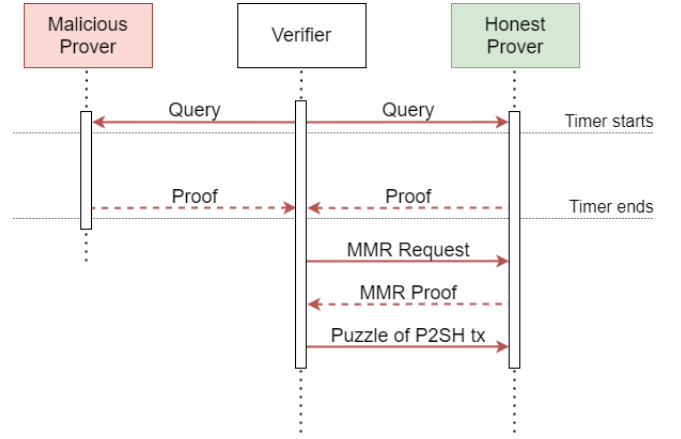 Malicious
Prover
Verifier
Honest
Prover
Query
Query
Timer starts
Proof
Proof
Timer ends
MMR Request
MMR Proof
Puzzle of P2SH tx